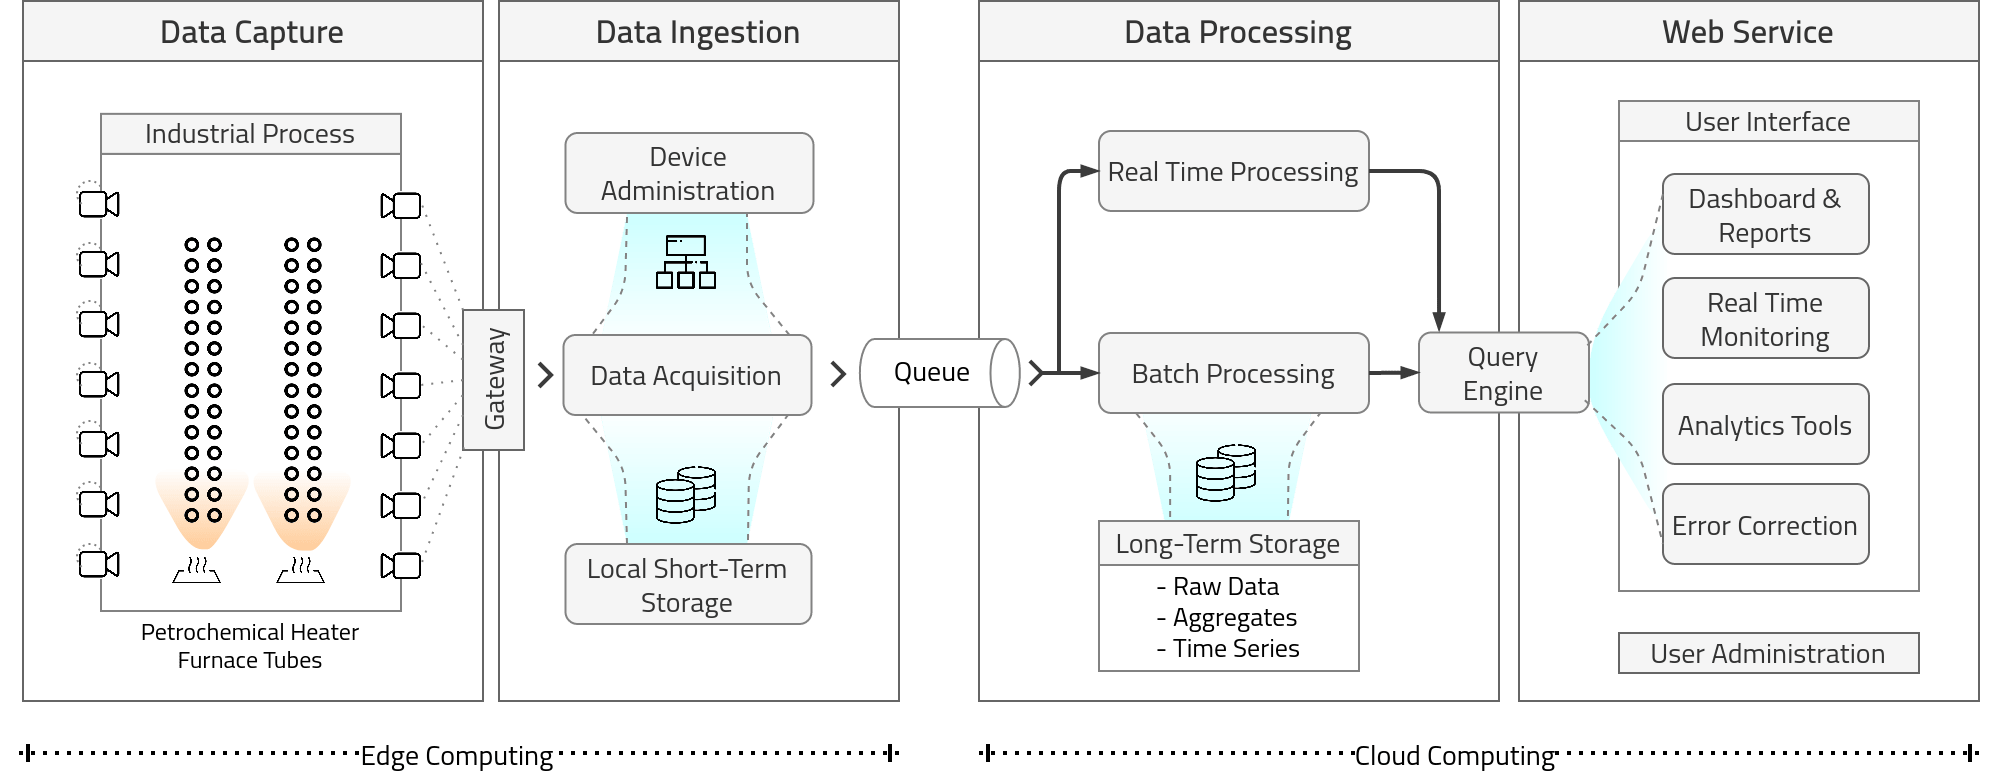 Data Capture
Data Ingestion
Data Processing
Web Service
Industrial Process
Petrochemical Heater
Furnace Tubes
Gateway
Device
Administration
Data Acquisition
Local Short-Term
Storage
Queue
Real Time Processing
Batch Processing
Long-Term Storage
- Raw Data
- Aggregates
- Time Series
Query
Engine
User Interface
Dashboard &
Reports
Real Time
Monitoring
Analytics Tools
Error Correction
User Administration
Edge Computing
Cloud Computing